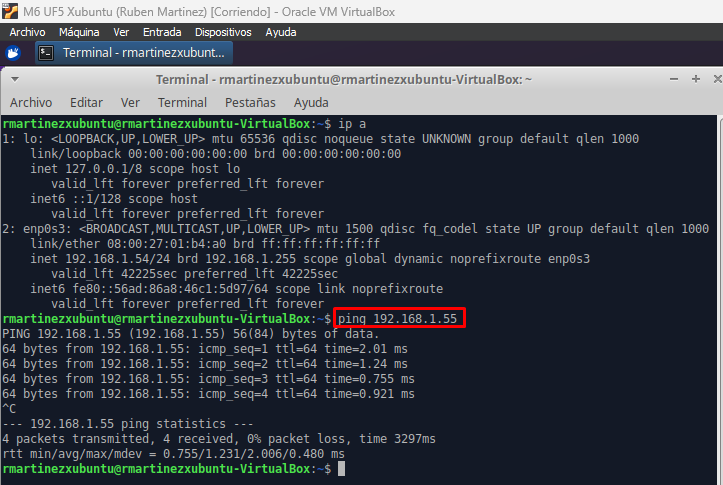 M6 UF5 Xubuntu (Ruben Martinez) [Corriendo] - Oracle VM VirtualBox
Archivo Máquina Ver Entrada Dispositivos Ayuda
Terminal - rmartinezxubunt...
Terminal - rmartinezxubuntu@rmartinezxubuntu-VirtualBox: ~
Archivo Editar Ver Terminal Pestañas Ayuda
rmartinezxubuntu@rmartinezxubuntu-VirtualBox:~$ ip a
1: lo: <LOOPBACK,UP,LOWER_UP> mtu 65536 qdisc noqueue state UNKNOWN group default qlen 1000
link/loopback 00:00:00:00:00:00 brd 00:00:00:00:00:00
inet 127.0.0.1/8 scope host lo
valid_lft forever preferred_lft forever
inet6 ::1/128 scope host
valid_lft forever preferred_lft forever
2: enp0s3: <BROADCAST,MULTICAST,UP,LOWER_UP> mtu 1500 qdisc fq_codel state UP group default qlen 1000
link/ether 08:00:27:01:b4:a0 brd ff:ff:ff:ff:ff:ff
inet 192.168.1.54/24 brd 192.168.1.255 scope global dynamic noprefixroute enp0s3
valid_lft 42225sec preferred_lft 42225sec
inet6 fe80::56ad:86a8:46c1:5d97/64 scope link noprefixroute
valid_lft forever preferred_lft forever
rmartinezxubuntu@rmartinezxubuntu-VirtualBox:~$ ping 192.168.1.55
PING 192.168.1.55 (192.168.1.55) 56(84) bytes of data.
64 bytes from 192.168.1.55: icmp_seq=1 ttl=64 time=2.01 ms
64 bytes from 192.168.1.55: icmp_seq=2 ttl=64 time=1.24 ms
64 bytes from 192.168.1.55: icmp_seq=3 ttl=64 time=0.755 ms
64 bytes from 192.168.1.55: icmp_seq=4 ttl=64 time=0.921 ms
^C
--- 192.168.1.55 ping statistics ---
4 packets transmitted, 4 received, 0% packet loss, time 3297ms
rtt min/avg/max/mdev = 0.755/1.231/2.006/0.480 ms
rmartinezxubuntu@rmartinezxubuntu-VirtualBox:~$